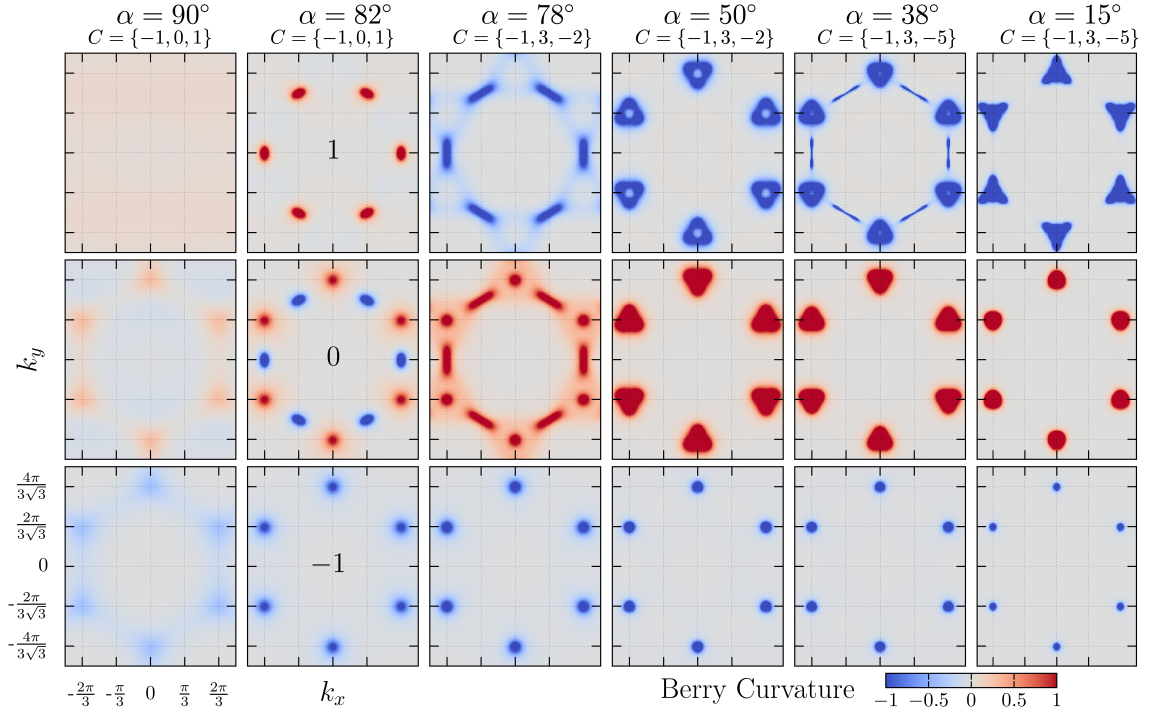 α = 90° α = 82° α = 78° α = 50° α = 38° α = 15°
C = {−1, 0, 1} C = {−1, 0, 1} C = {−1, 3, −2} C = {−1, 3, −2} C = {−1, 3, −5} C = {−1, 3, −5}
1
k_y
0
4π/3√3
2π/3√3
0
-2π/3√3
-4π/3√3
−1
-2π/3 -π/3 0 π/3 2π/3
k_x
Berry Curvature
−1 −0.5 0 0.5 1